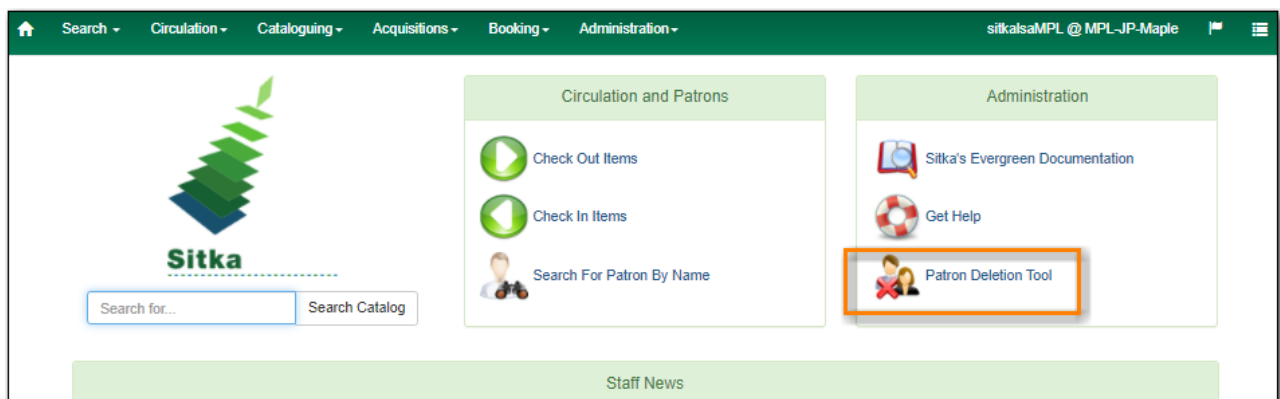 Search Circulation Cataloguing Acquisitions Booking Administration sitkalsaMPL @ MPL-JP-Maple
Sitka
Search for... Search Catalog
Circulation and Patrons
Check Out Items
Check In Items
Search For Patron By Name
Administration
Sitka's Evergreen Documentation
Get Help
Patron Deletion Tool
Staff News